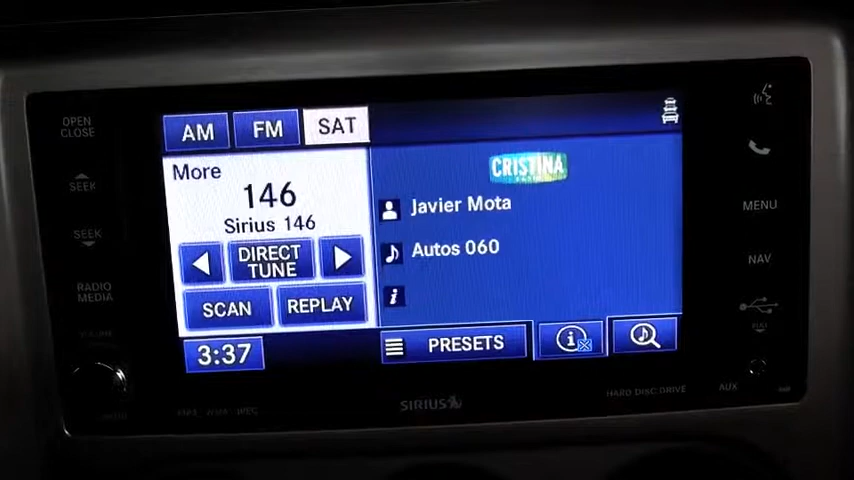 OPEN
CLOSE
SEEK
SEEK
RADIO
MEDIA
AM
FM
SAT
More
146
Sirius 146
DIRECT
TUNE
SCAN
REPLAY
3:37
CRISTINA
Javier Mota
Autos 060
PRESETS
MENU
NAV
SIRIUS
HARD DISC DRIVE
AUX